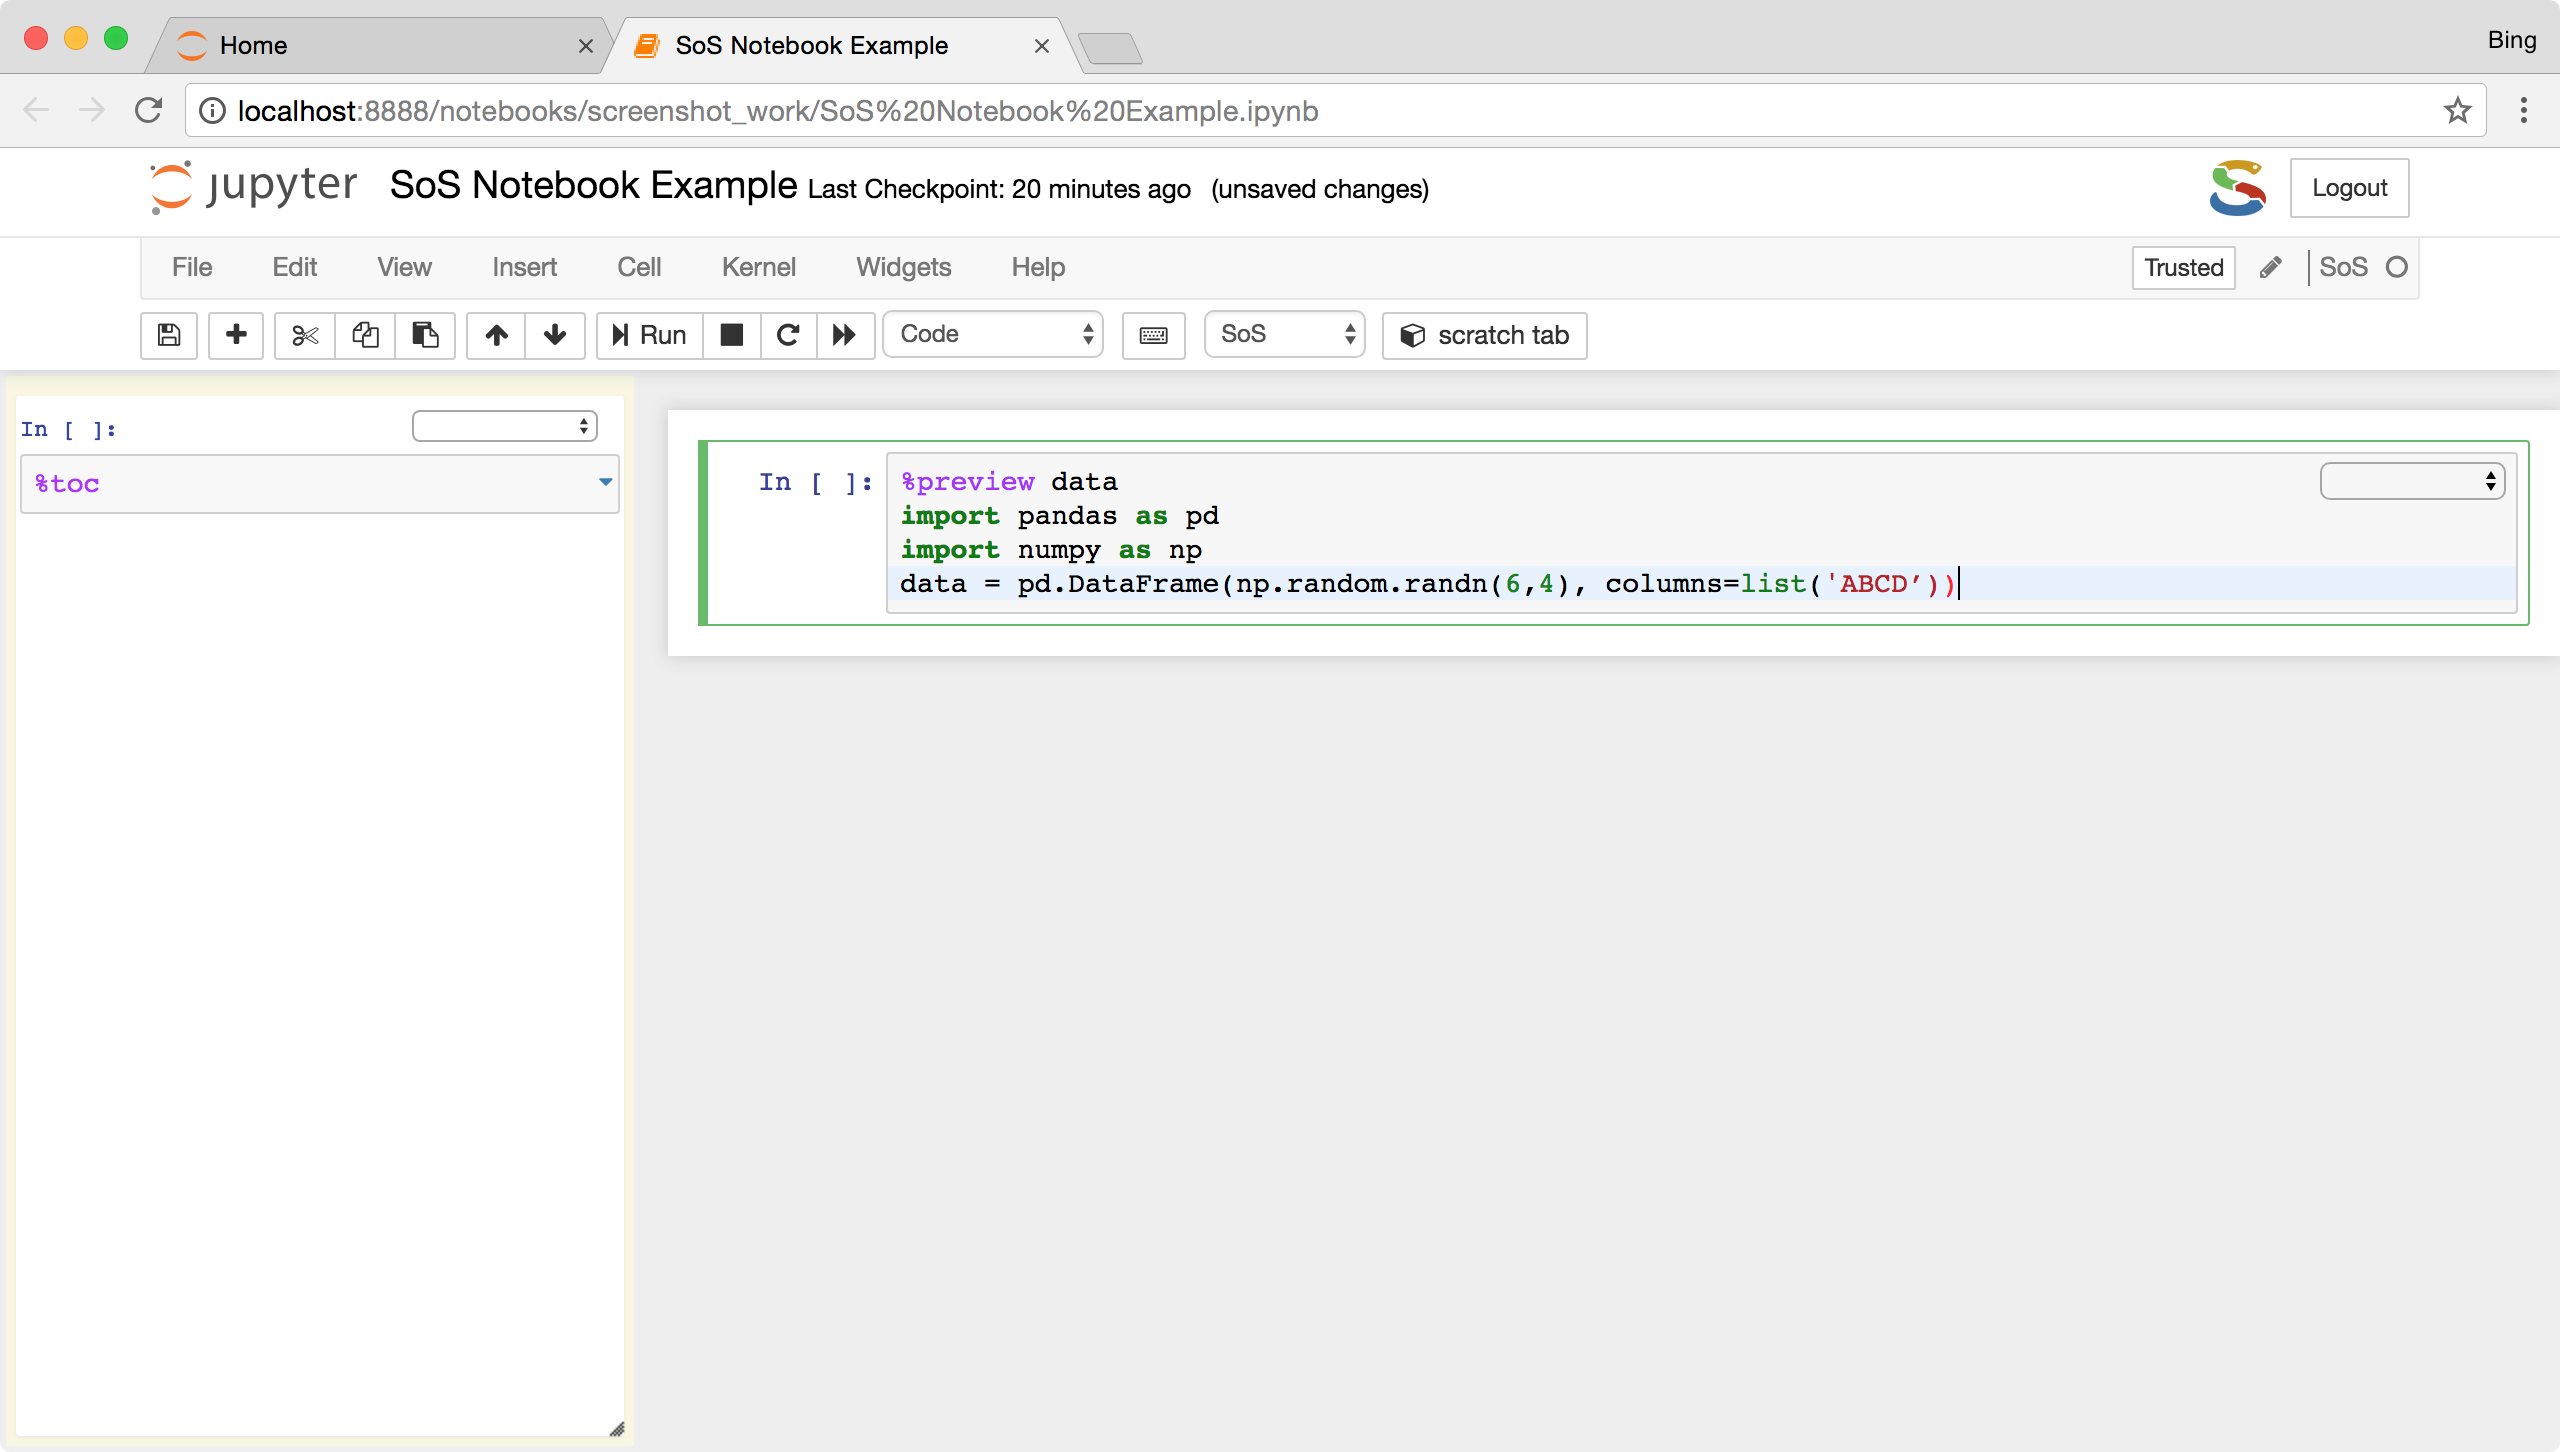 Home
SoS Notebook Example
Bing
localhost:8888/notebooks/screenshot_work/SoS%20Notebook%20Example.ipynb
jupyter SoS Notebook Example Last Checkpoint: 20 minutes ago (unsaved changes)
Logout
File Edit View Insert Cell Kernel Widgets Help
Trusted SoS
Run Code SoS scratch tab
In [ ]:
%toc
In [ ]:
%preview data
import pandas as pd
import numpy as np
data = pd.DataFrame(np.random.randn(6,4), columns=list('ABCD’))